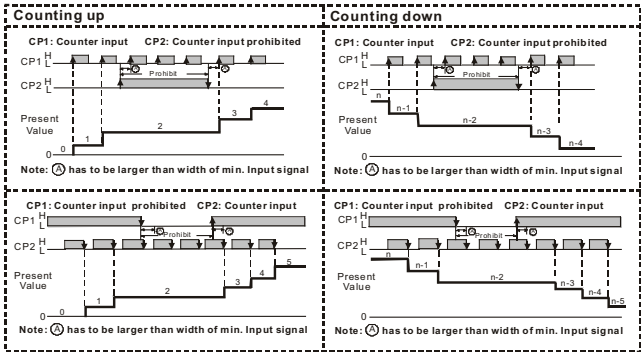 Counting up
CP1: Counter input CP2: Counter input prohibited
CP1 H L
A A
Prohibit
CP2 H L
Present Value
0 0 1 2 3 4
Note: A has to be larger than width of min. Input signal
Counting down
CP1: Counter input CP2: Counter input prohibited
CP1 H L
A A
Prohibit
CP2 H L
Present Value
n n-1 n-2 n-3 n-4
0
Note: A has to be larger than width of min. Input signal
CP1: Counter input prohibited CP2: Counter input
CP1 H L
A A
Prohibit
CP2 H L
Present Value
0 0 1 2 3 4 5
Note: A has to be larger than width of min. Input signal
CP1: Counter input prohibited CP2: Counter input
CP1 H L
A A
Prohibit
CP2 H L
Present Value
n n-1 n-2 n-3 n-4 n-5
0
Note: A has to be larger than width of min. Input signal